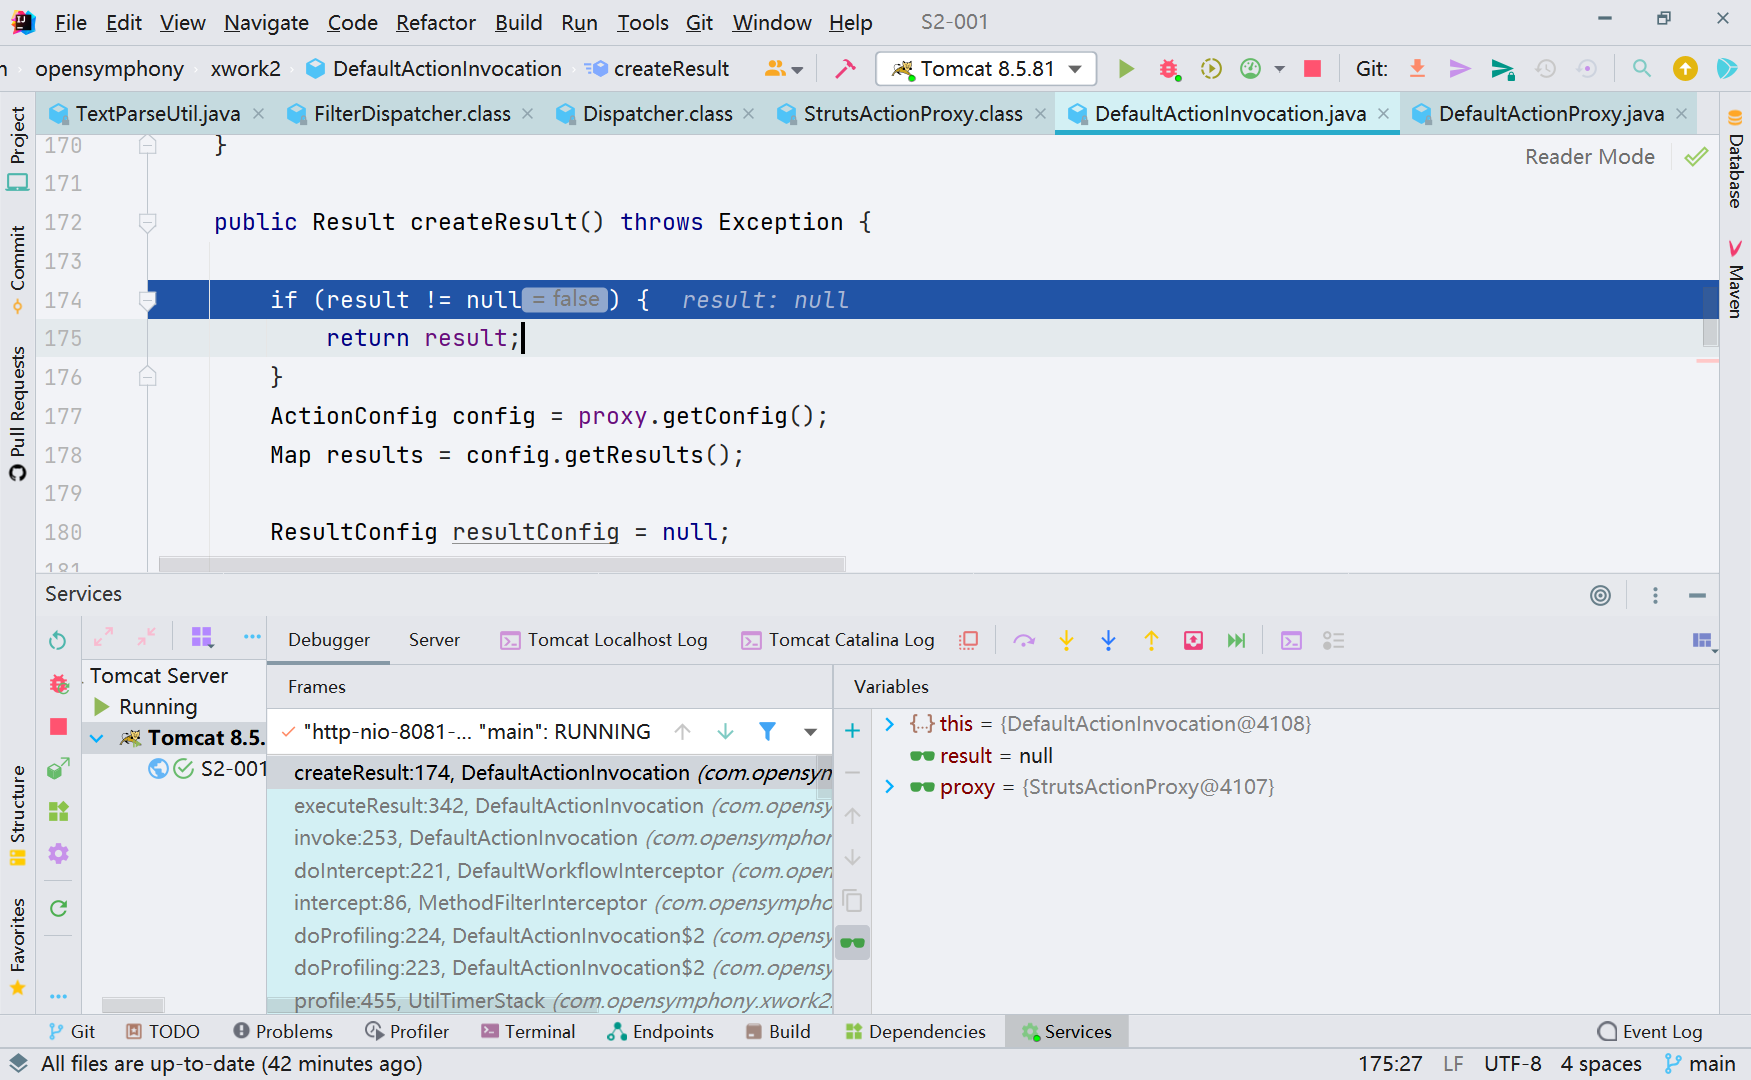 File Edit View Navigate Code Refactor Build Run Tools Git Window Help S2-001
opensymphony xwork2 DefaultActionInvocation createResult Tomcat 8.5.81 Git:
TextParseUtil.java FilterDispatcher.class Dispatcher.class StrutsActionProxy.class DefaultActionInvocation.java DefaultActionProxy.java
Project
Commit
Pull Requests
Structure
Favorites
Database
Maven
Reader Mode
170 }
171
172 public Result createResult() throws Exception {
173
174 if (result != null = false ) { result: null
175 return result;
176 }
177 ActionConfig config = proxy.getConfig();
178 Map results = config.getResults();
179
180 ResultConfig resultConfig = null;
181
Services
Debugger Server Tomcat Localhost Log Tomcat Catalina Log
Tomcat Server
Running
Tomcat 8.5.
S2-001
Frames
"http-nio-8081-... "main": RUNNING
createResult:174, DefaultActionInvocation (com.opensym
executeResult:342, DefaultActionInvocation (com.opensy
invoke:253, DefaultActionInvocation (com.opensymphor
doIntercept:221, DefaultWorkflowInterceptor (com.open
intercept:86, MethodFilterInterceptor (com.opensympho
doProfiling:224, DefaultActionInvocation$2 (com.opensy
doProfiling:223, DefaultActionInvocation$2 (com.opensy
profile:455, UtilTimerStack (com.opensymphony.xwork2.
Variables
this = {DefaultActionInvocation@4108}
result = null
proxy = {StrutsActionProxy@4107}
Git TODO Problems Profiler Terminal Endpoints Build Dependencies Services Event Log
All files are up-to-date (42 minutes ago) 175:27 LF UTF-8 4 spaces main